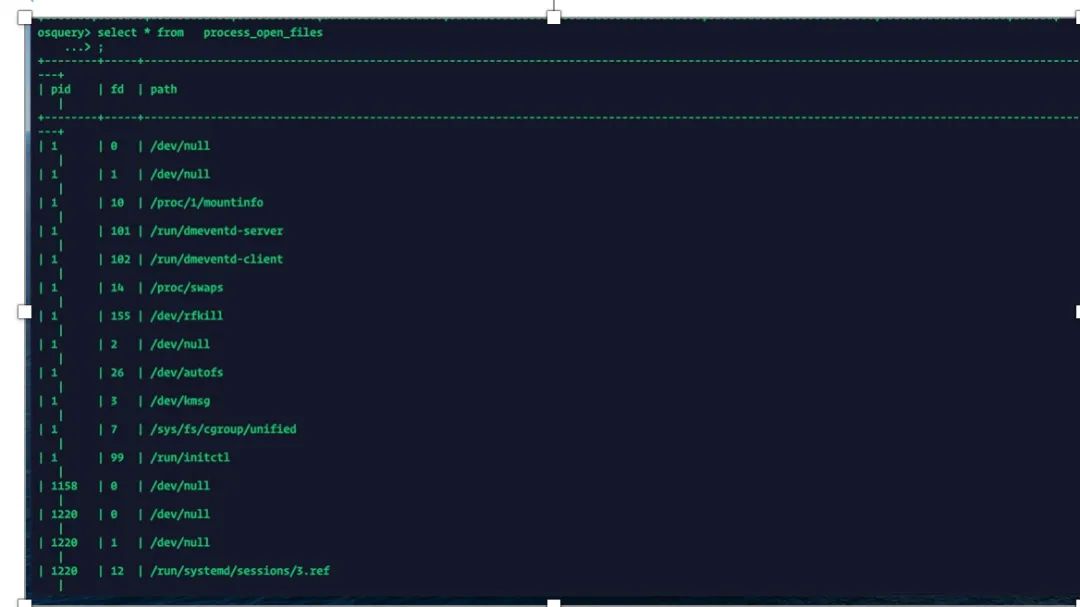 osquery> select * from   process_open_files
    ...> ;
+--------+-----+------------------------------------------------------------
---+
| pid    | fd  | path
   |
+--------+-----+------------------------------------------------------------
---+
| 1      | 0   | /dev/null
   |
| 1      | 1   | /dev/null
   |
| 1      | 10  | /proc/1/mountinfo
   |
| 1      | 101 | /run/dmeventd-server
   |
| 1      | 102 | /run/dmeventd-client
   |
| 1      | 14  | /proc/swaps
   |
| 1      | 155 | /dev/rfkill
   |
| 1      | 2   | /dev/null
   |
| 1      | 26  | /dev/autofs
   |
| 1      | 3   | /dev/kmsg
   |
| 1      | 7   | /sys/fs/cgroup/unified
   |
| 1      | 99  | /run/initctl
   |
| 1158   | 0   | /dev/null
   |
| 1220   | 0   | /dev/null
   |
| 1220   | 1   | /dev/null
   |
| 1220   | 12  | /run/systemd/sessions/3.ref
   |